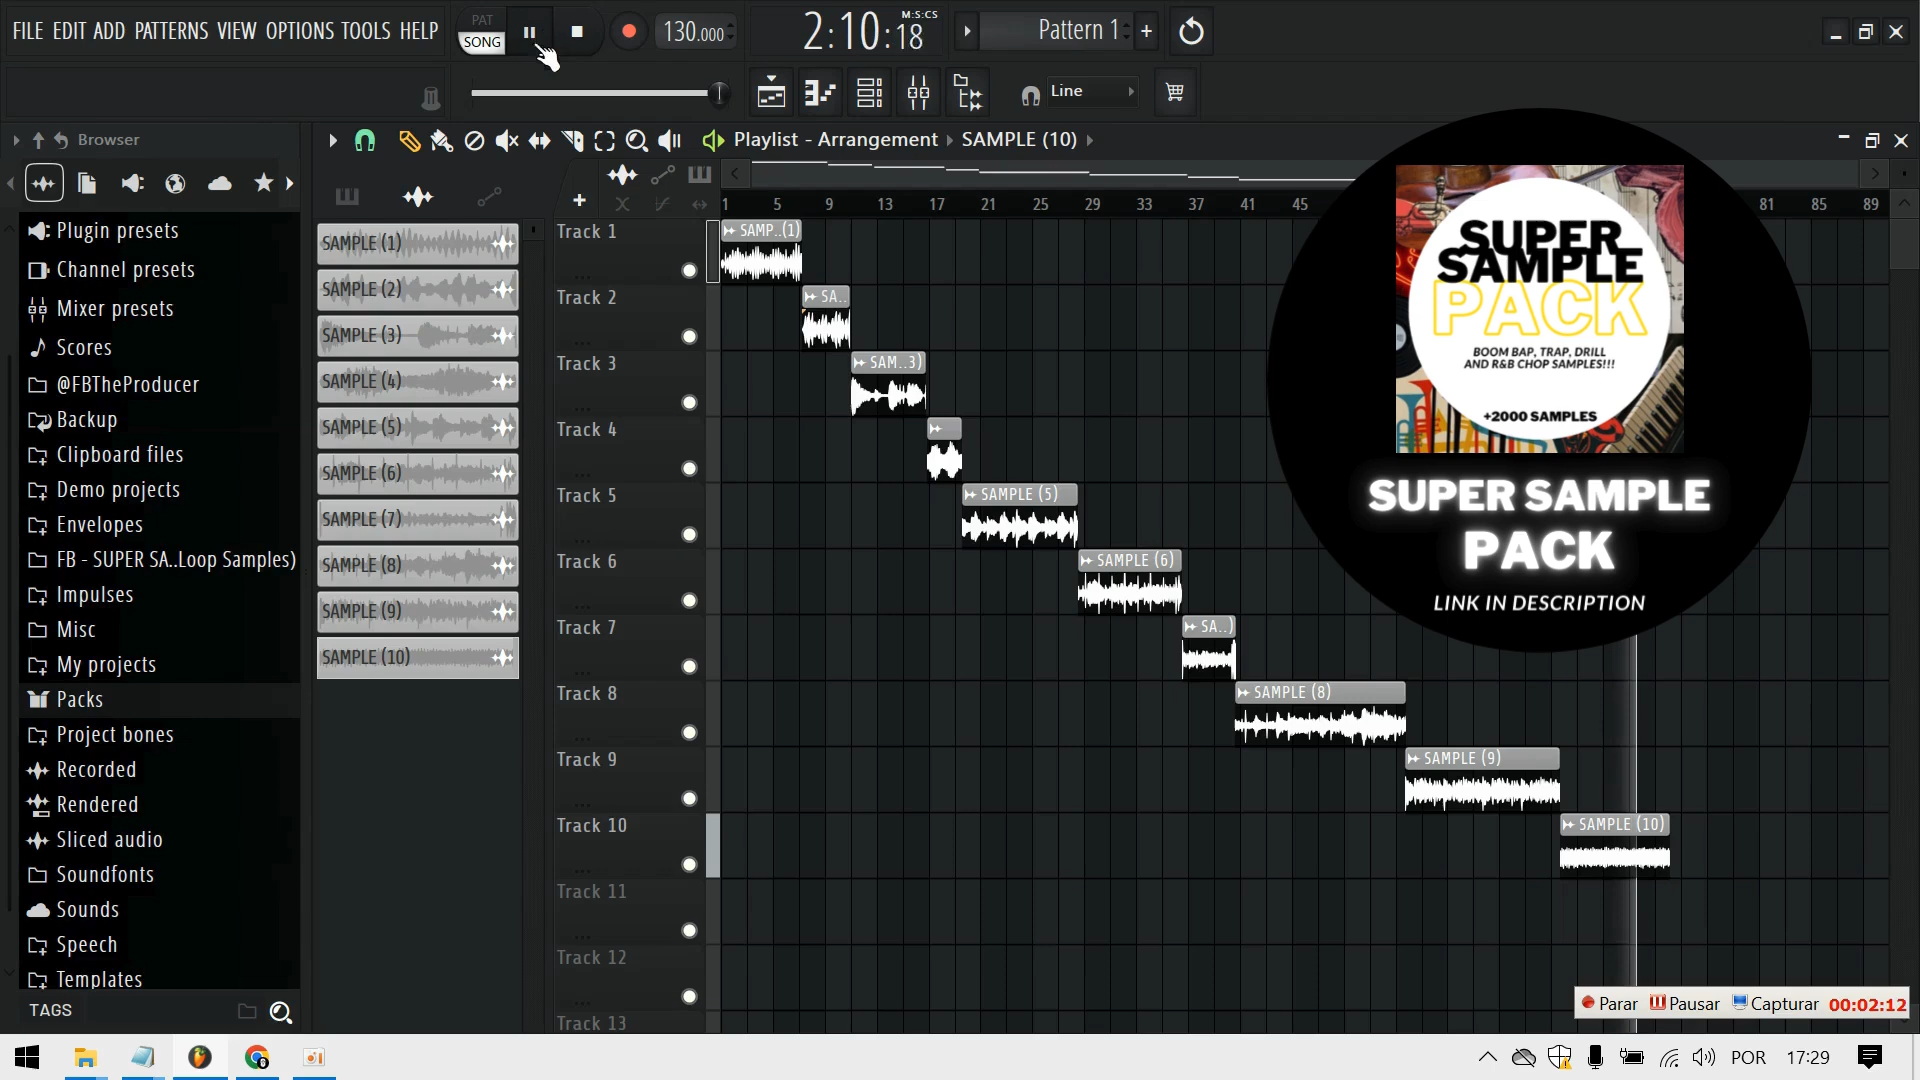 FILE EDIT ADD PATTERNS VIEW OPTIONS TOOLS HELP
PAT
SONG
130.000
2:10:18
M:S:CS
Pattern 1
Line
Browser
Playlist - Arrangement
SAMPLE (10)
1 5 9 13 17 21 25 29 33 37 41 45 81 85 89
Plugin presets
Channel presets
Mixer presets
Scores
@FBTheProducer
Backup
Clipboard files
Demo projects
Envelopes
FB - SUPER SA..Loop Samples)
Impulses
Misc
My projects
Packs
Project bones
Recorded
Rendered
Sliced audio
Soundfonts
Sounds
Speech
Templates
TAGS
SAMPLE (1)
SAMPLE (2)
SAMPLE (3)
SAMPLE (4)
SAMPLE (5)
SAMPLE (6)
SAMPLE (7)
SAMPLE (8)
SAMPLE (9)
SAMPLE (10)
Track 1
SAMP..(1)
Track 2
SA..
Track 3
SAM..3)
Track 4
Track 5
SAMPLE (5)
Track 6
SAMPLE (6)
Track 7
SA..)
Track 8
SAMPLE (8)
Track 9
SAMPLE (9)
Track 10
SAMPLE (10)
Track 11
Track 12
Track 13
SUPER
SAMPLE
PACK
BOOM BAP, TRAP, DRILL
AND R&B CHOP SAMPLES!!!
+2000 SAMPLES
SUPER SAMPLE
PACK
LINK IN DESCRIPTION
Parar Pausar Capturar 00:02:12
POR 17:29